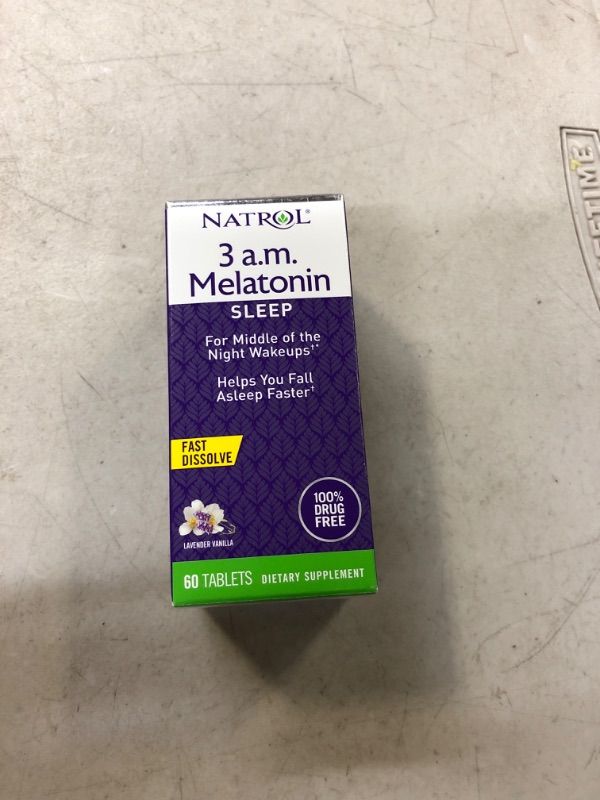 NATROL®
3 a.m.
Melatonin
SLEEP
For Middle of the
Night Wakeups†*
Helps You Fall
Asleep Faster†
FAST
DISSOLVE
100%
DRUG
FREE
LAVENDER VANILLA
60 TABLETS DIETARY SUPPLEMENT